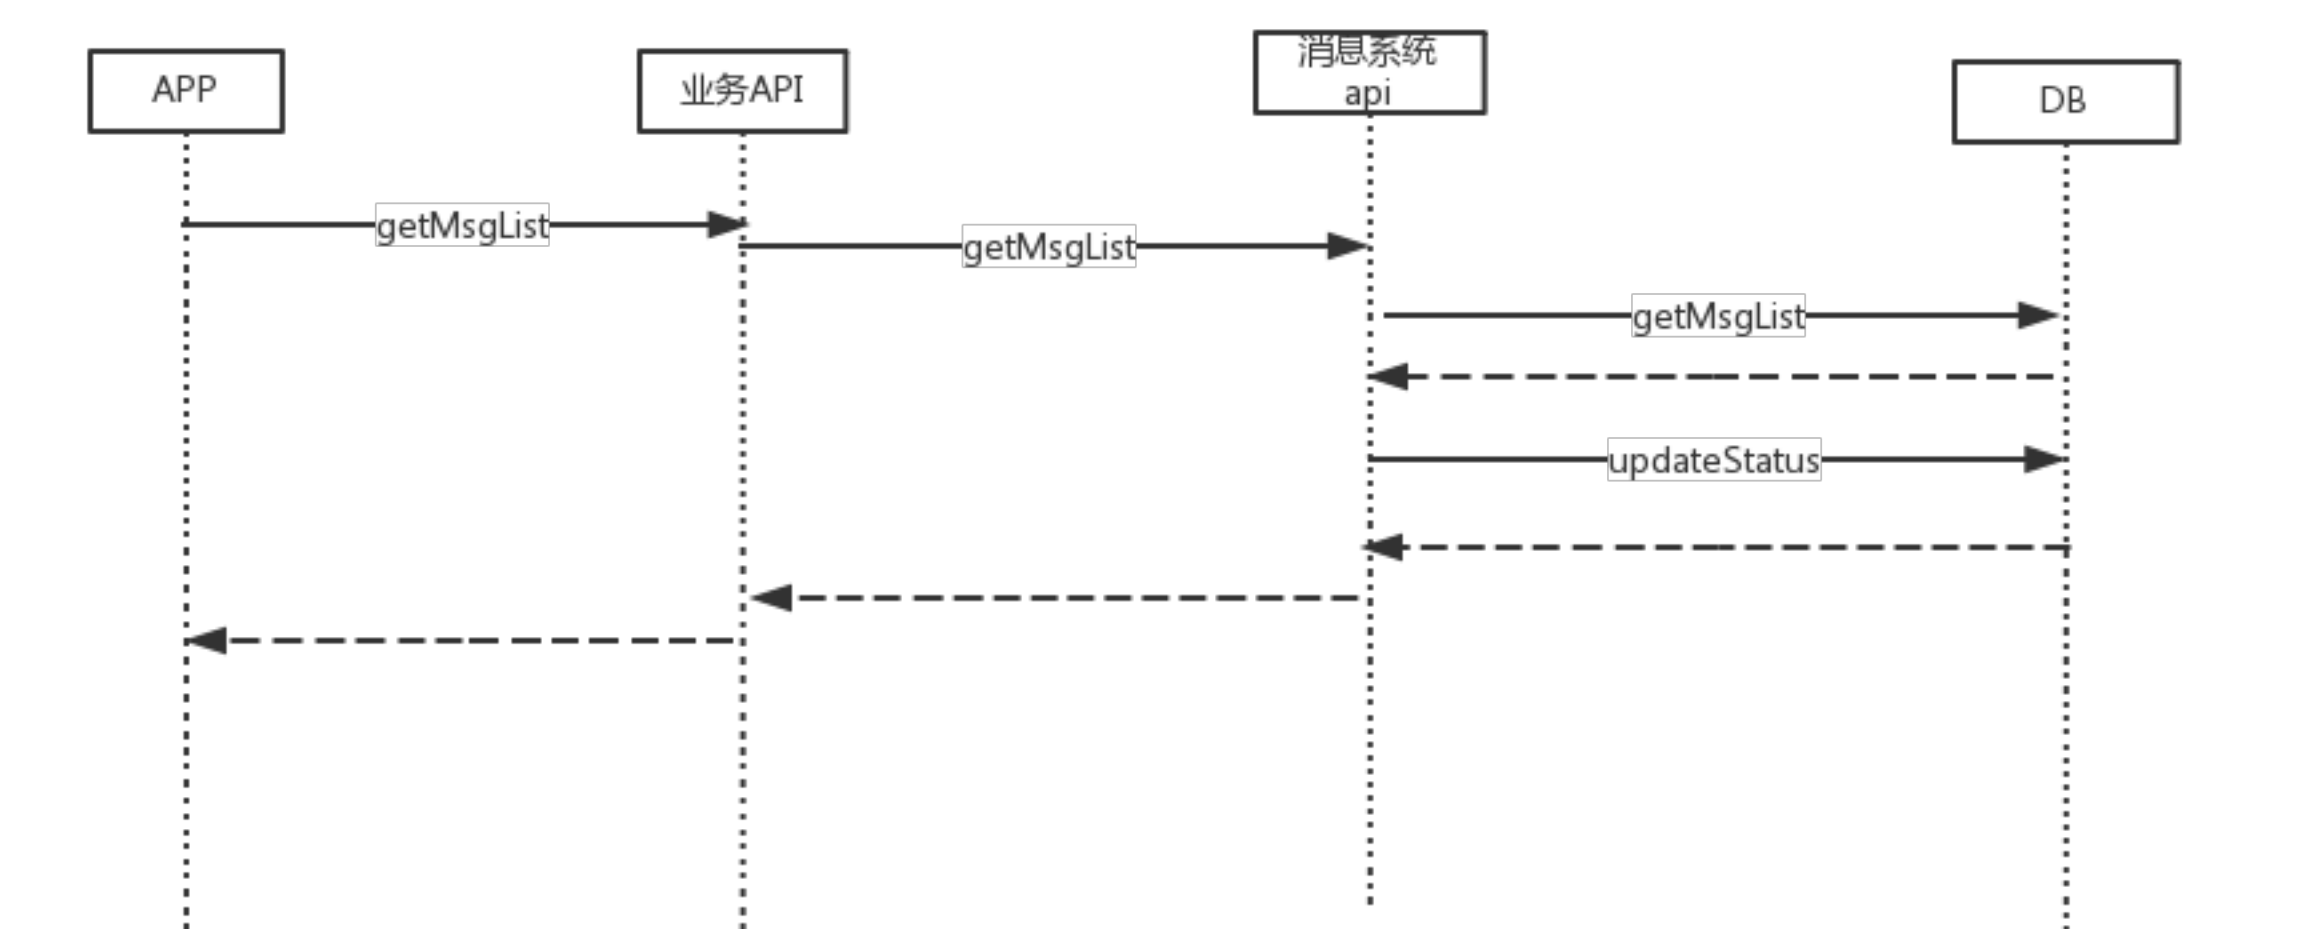 APP
业务API
消息系统
api
DB
getMsgList
getMsgList
getMsgList
updateStatus